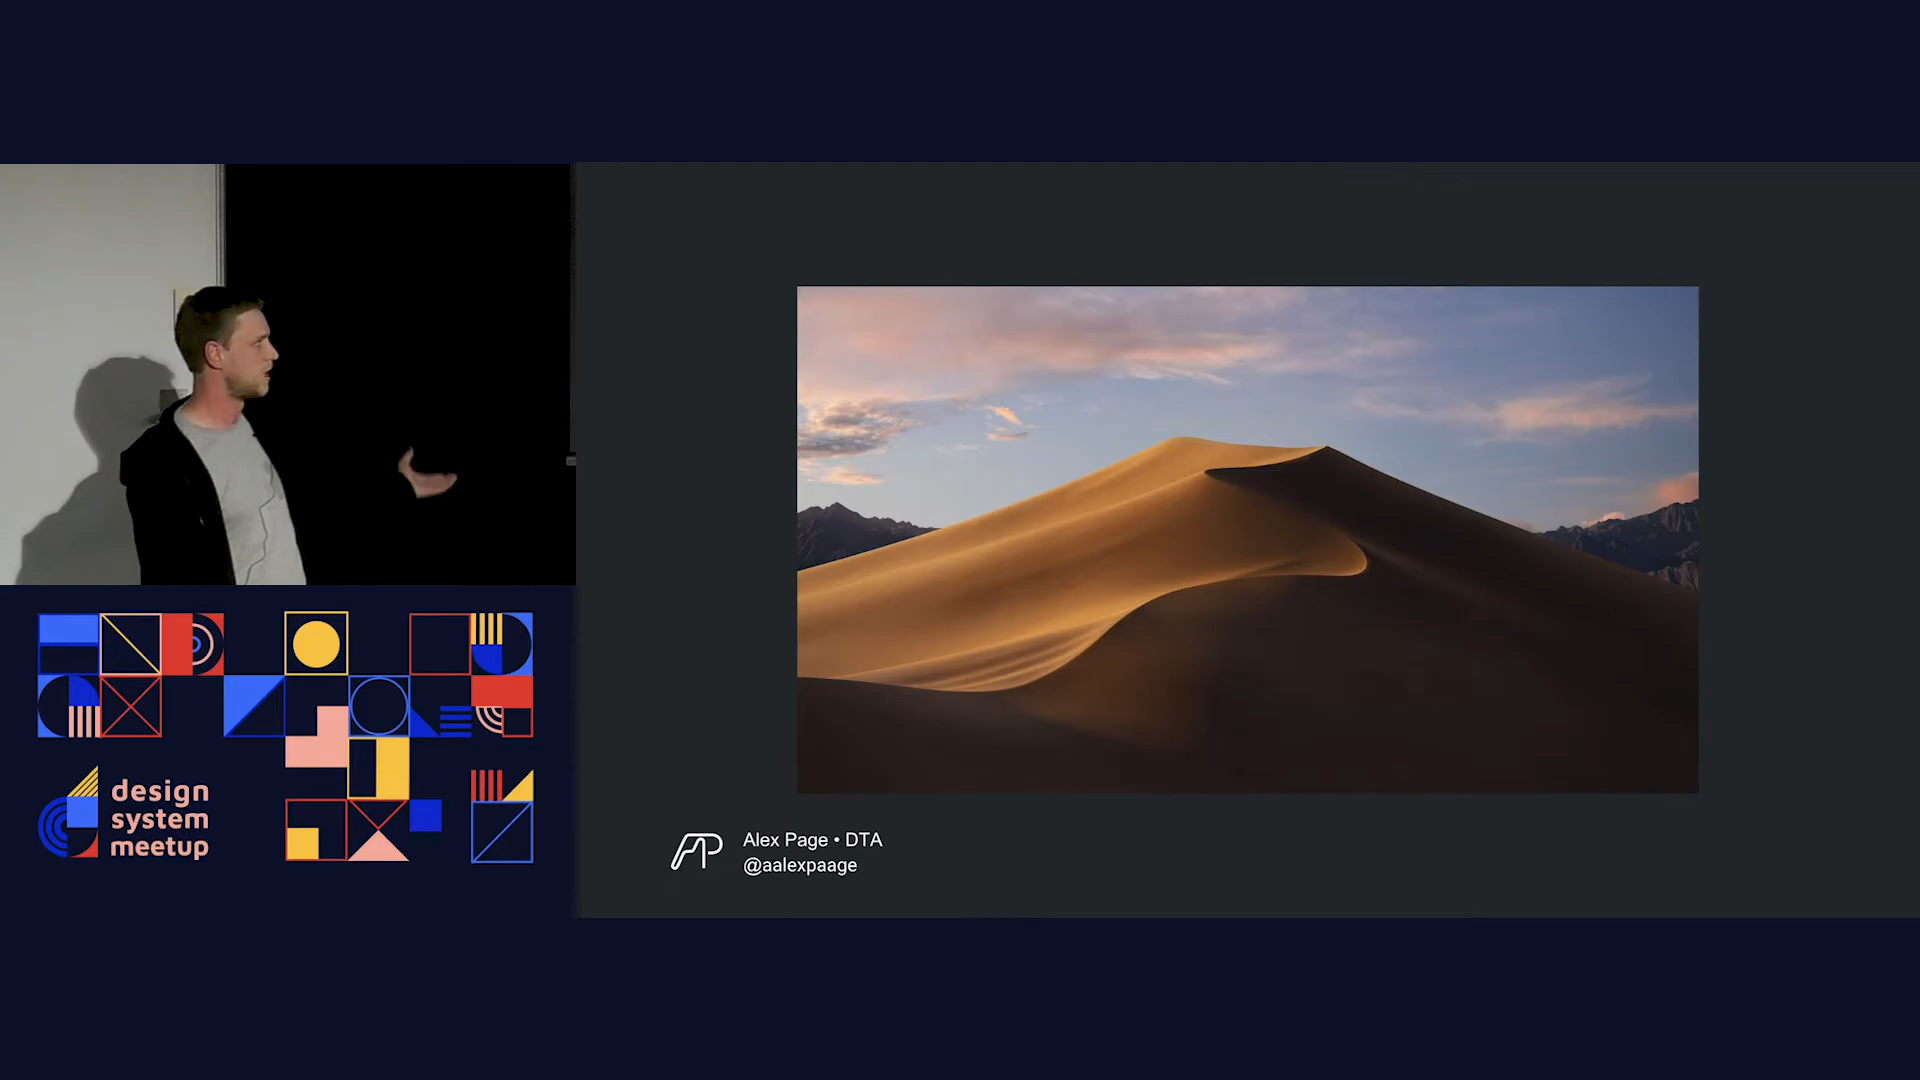 design
system
meetup
Alex Page • DTA
@aalexpaage